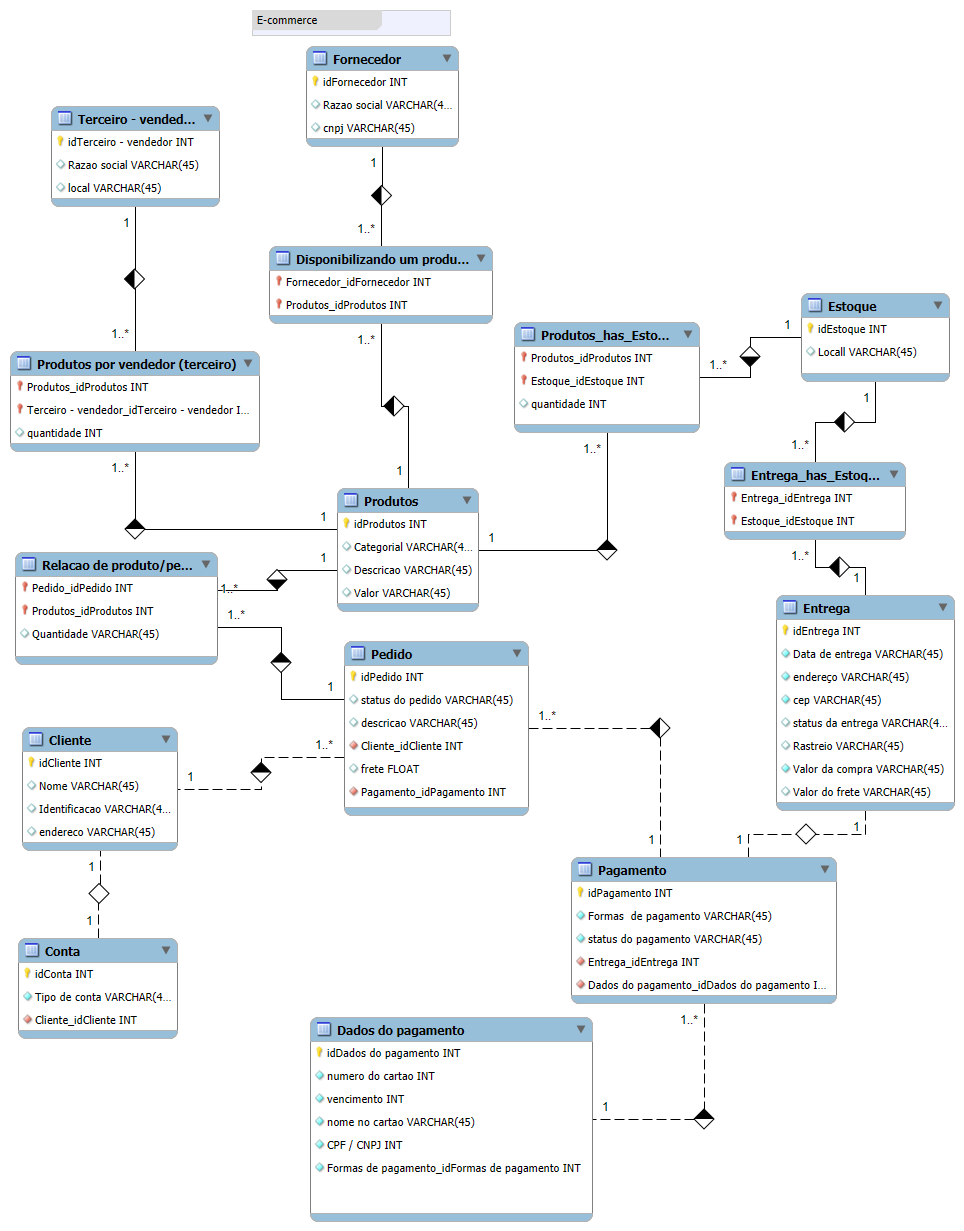 E-commerce
Fornecedor
idFornecedor INT
Razao social VARCHAR(4...
cnpj VARCHAR(45)
1
1..*
Terceiro - vended...
idTerceiro - vendedor INT
Razao social VARCHAR(45)
local VARCHAR(45)
1
1..*
Disponibilizando um produ...
Fornecedor_idFornecedor INT
Produtos_idProdutos INT
1..*
1
Produtos por vendedor (terceiro)
Produtos_idProdutos INT
Terceiro - vendedor_idTerceiro - vendedor I...
quantidade INT
1..*
1
Produtos_has_Esto...
Produtos_idProdutos INT
Estoque_idEstoque INT
quantidade INT
1..*
1
1..*
1
Estoque
idEstoque INT
Locall VARCHAR(45)
1
1..*
Entrega_has_Estoq...
Entrega_idEntrega INT
Estoque_idEstoque INT
1..*
1
Produtos
idProdutos INT
Categorial VARCHAR(4...
Descricao VARCHAR(45)
Valor VARCHAR(45)
1
1..*
Relacao de produto/pe...
Pedido_idPedido INT
Produtos_idProdutos INT
Quantidade VARCHAR(45)
1..*
1
Entrega
idEntrega INT
Data de entrega VARCHAR(45)
endereço VARCHAR(45)
cep VARCHAR(45)
status da entrega VARCHAR(4...
Rastreio VARCHAR(45)
Valor da compra VARCHAR(45)
Valor do frete VARCHAR(45)
1
1
Pedido
idPedido INT
status do pedido VARCHAR(45)
descricao VARCHAR(45)
Cliente_idCliente INT
frete FLOAT
Pagamento_idPagamento INT
1..*
1
1..*
1
Cliente
idCliente INT
Nome VARCHAR(45)
Identificacao VARCHAR(4...
endereco VARCHAR(45)
1
1
Conta
idConta INT
Tipo de conta VARCHAR(4...
Cliente_idCliente INT
Pagamento
idPagamento INT
Formas  de pagamento VARCHAR(45)
status do pagamento VARCHAR(45)
Entrega_idEntrega INT
Dados do pagamento_idDados do pagamento I...
1..*
1
Dados do pagamento
idDados do pagamento INT
numero do cartao INT
vencimento INT
nome no cartao VARCHAR(45)
CPF / CNPJ INT
Formas de pagamento_idFormas de pagamento INT